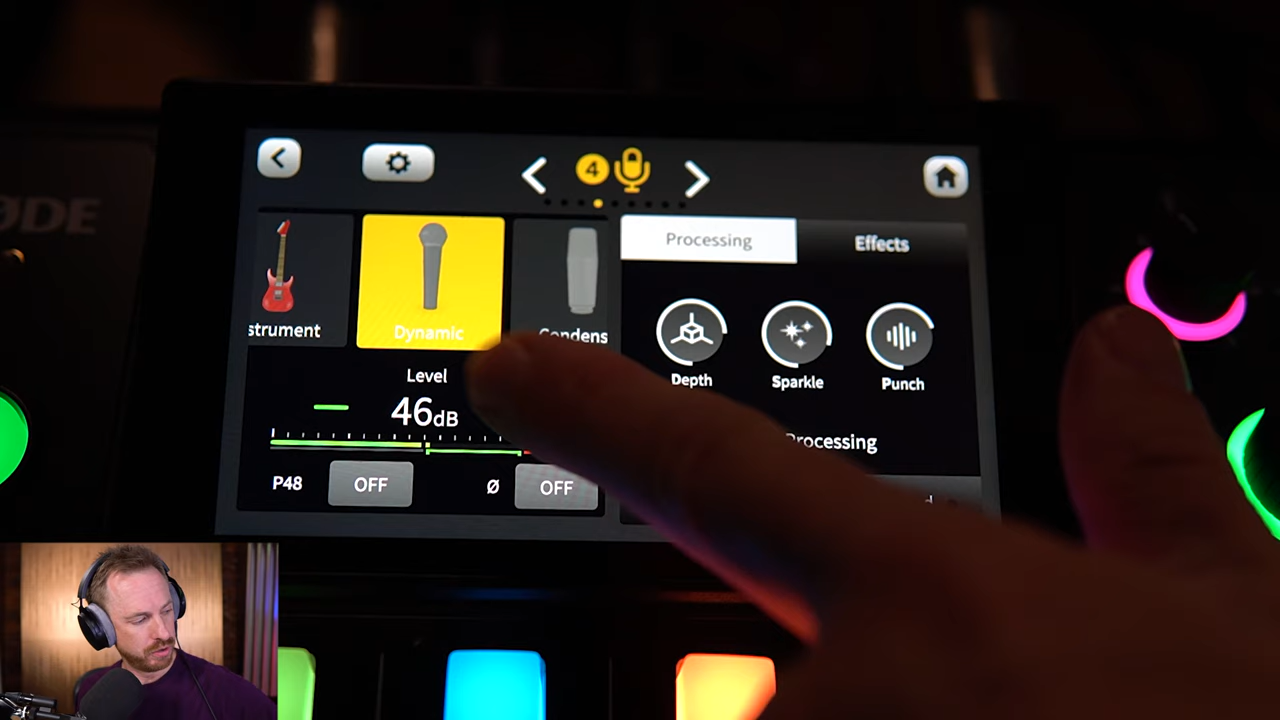 ØDE
4
Processing
Effects
strument
Dynamic
Condens
Depth
Sparkle
Punch
Level
46dB
Processing
P48
OFF
Ø
OFF